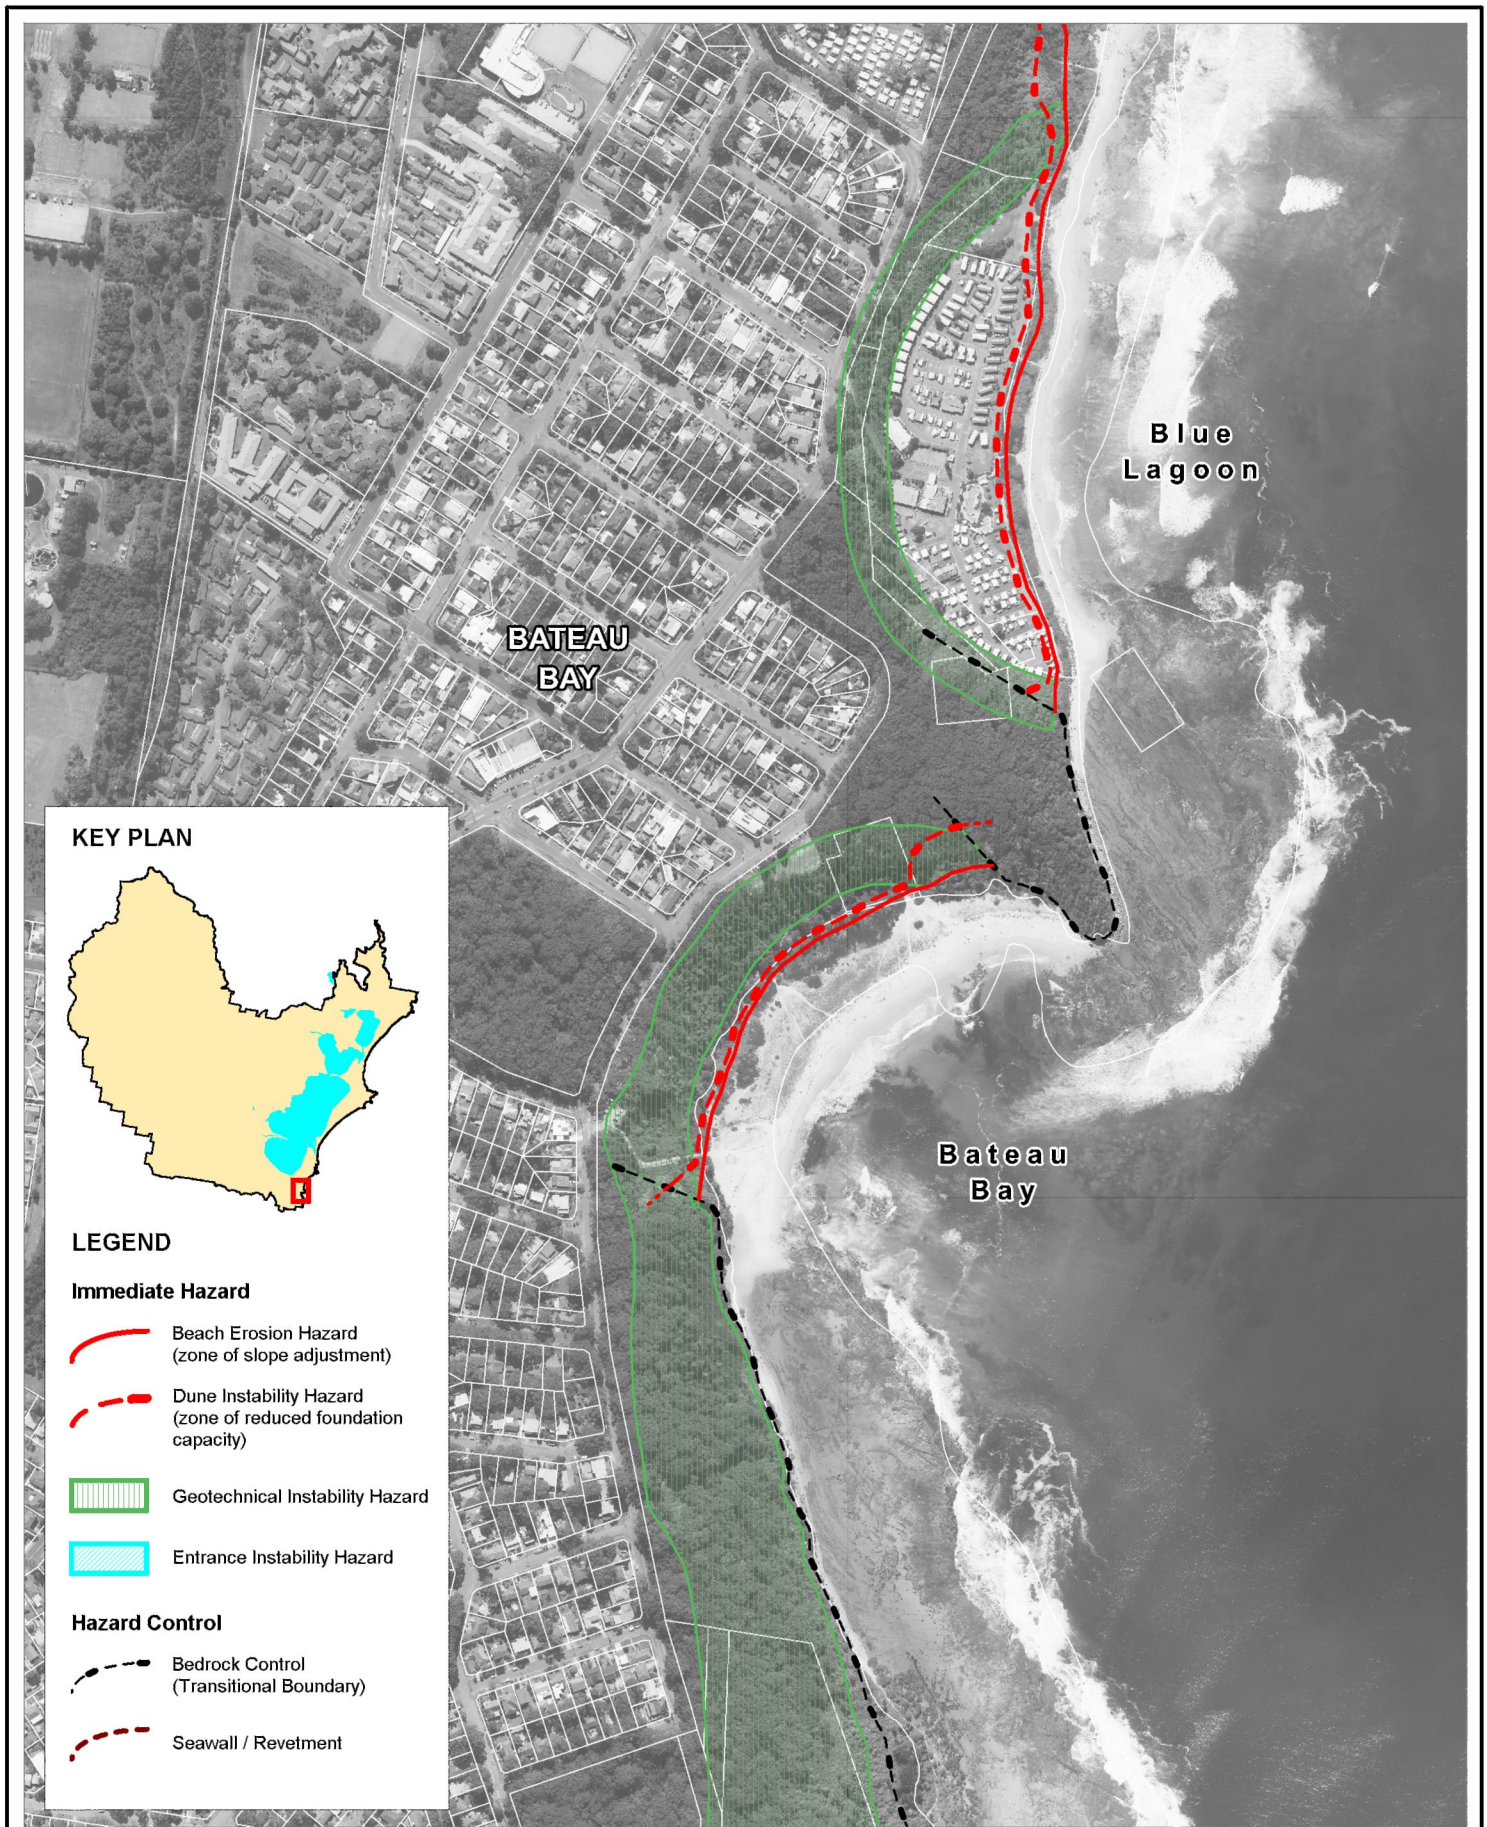 Blue
Lagoon
BATEAU
BAY
Bateau
Bay
KEY PLAN
LEGEND
Immediate Hazard
Beach Erosion Hazard
(zone of slope adjustment)
Dune Instability Hazard
(zone of reduced foundation
capacity)
Geotechnical Instability Hazard
Entrance Instability Hazard
Hazard Control
Bedrock Control
(Transitional Boundary)
Seawall / Revetment